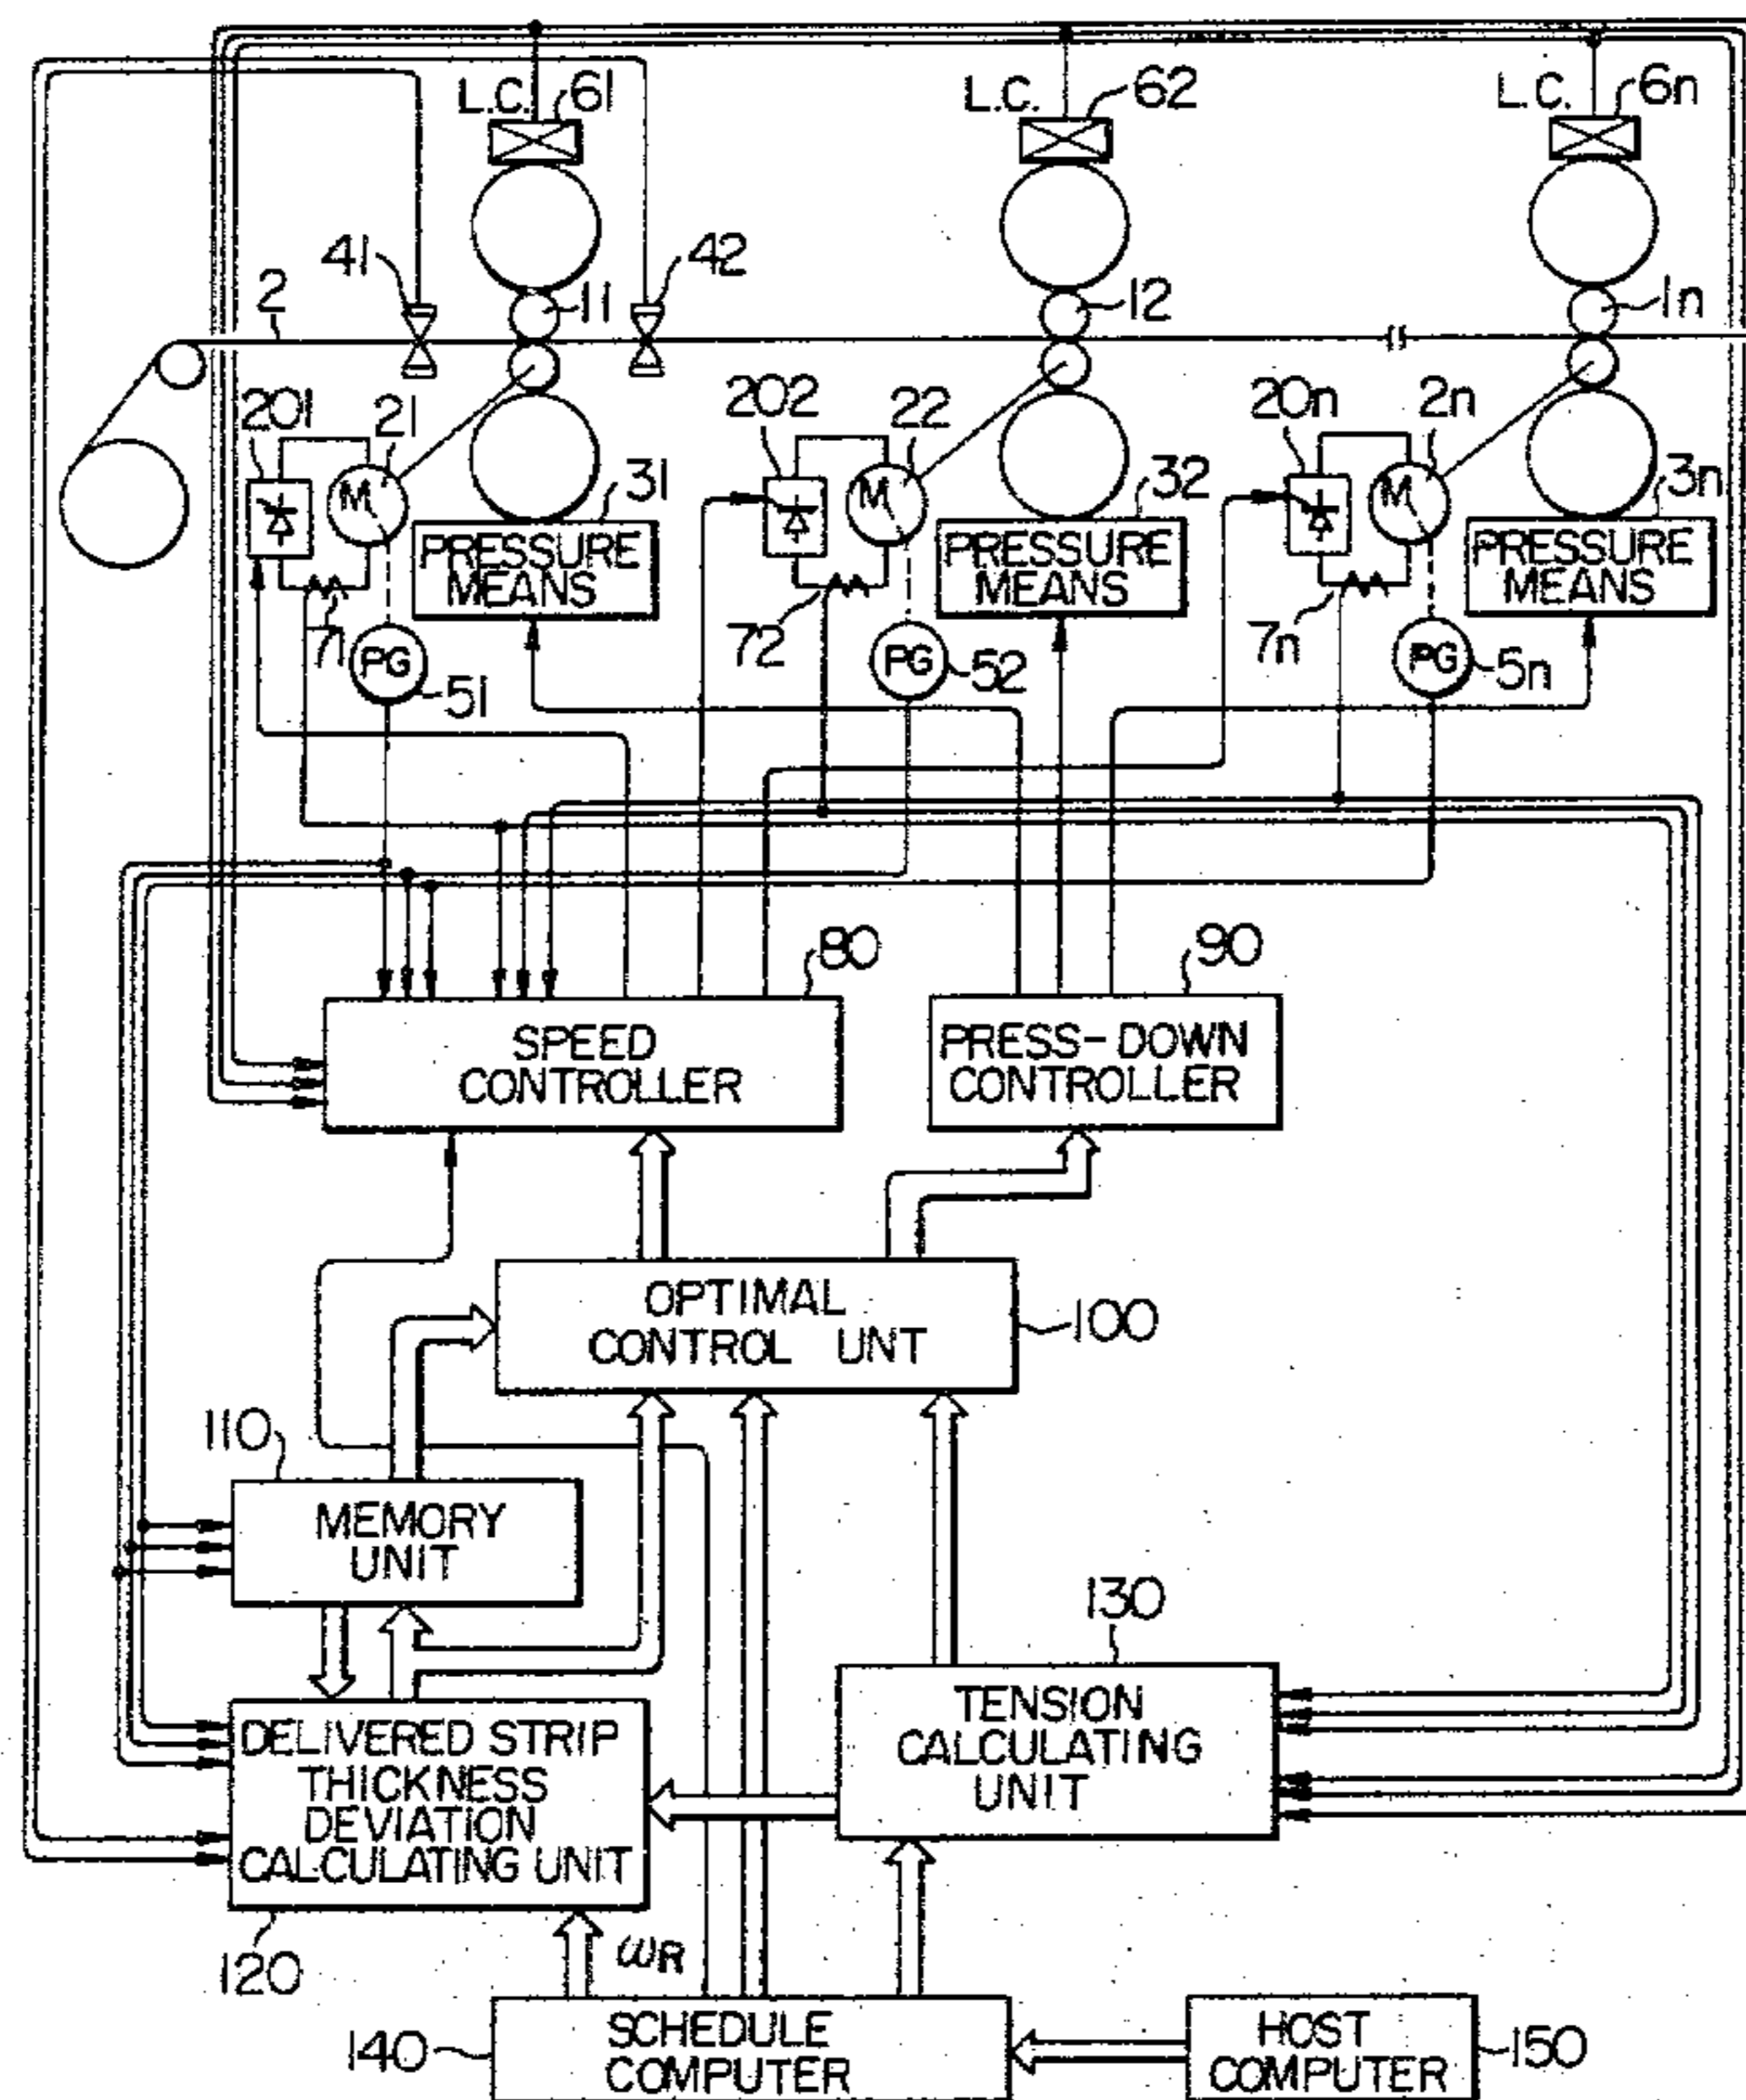 L.C. 61
L.C. 62
L.C. 6n
41
42
2
11
12
1n
201
21
202
22
20n
2n
M
31
M
32
M
3n
PRESSURE
MEANS
PRESSURE
MEANS
PRESSURE
MEANS
71
72
7n
PG
51
PG
52
PG
5n
80
90
SPEED
CONTROLLER
PRESS-DOWN
CONTROLLER
OPTIMAL
CONTROL UNT
100
110
MEMORY
UNIT
130
TENSION
CALCULATING
UNIT
DELIVERED STRIP
THICKNESS
DEVIATION
CALCULATING UNIT
120
ωR
140
SCHEDULE
COMPUTER
HOST
COMPUTER
150